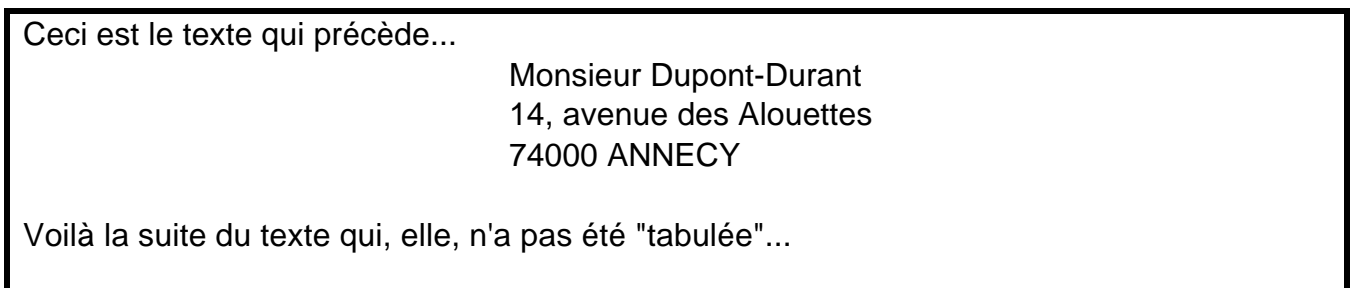 Ceci est le texte qui précède...
Monsieur Dupont-Durant
14, avenue des Alouettes
74000 ANNECY
Voilà la suite du texte qui, elle, n'a pas été "tabulée"...